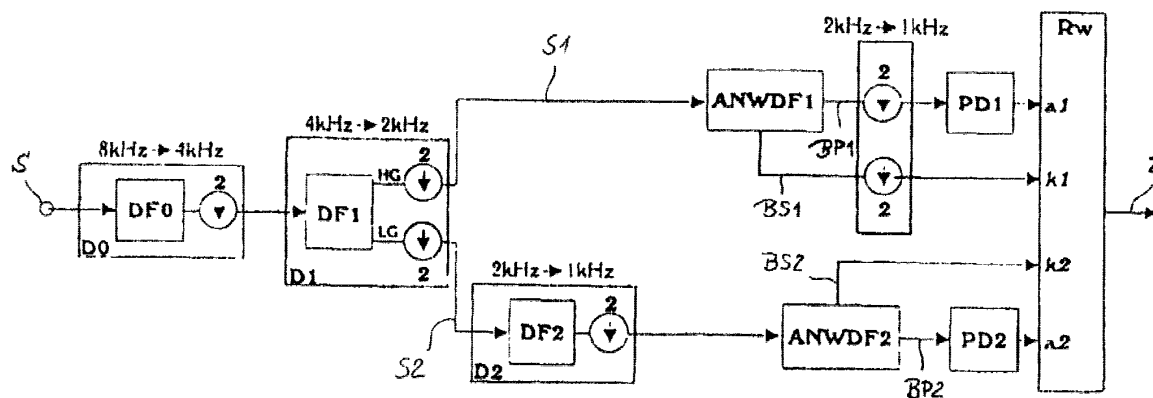 S1
2kHz→1kHz
Rw
2
ANWDF1
PD1
a1
4kHz→2kHz
BP1
8kHz→4kHz
2
HG
k1
S
2
DF0
DF1
BS1
2
Z
LG
D0
2
BS2
k2
D1
2kHz→1kHz
2
S2
DF2
ANWDF2
PD2
a2
D2
BP2